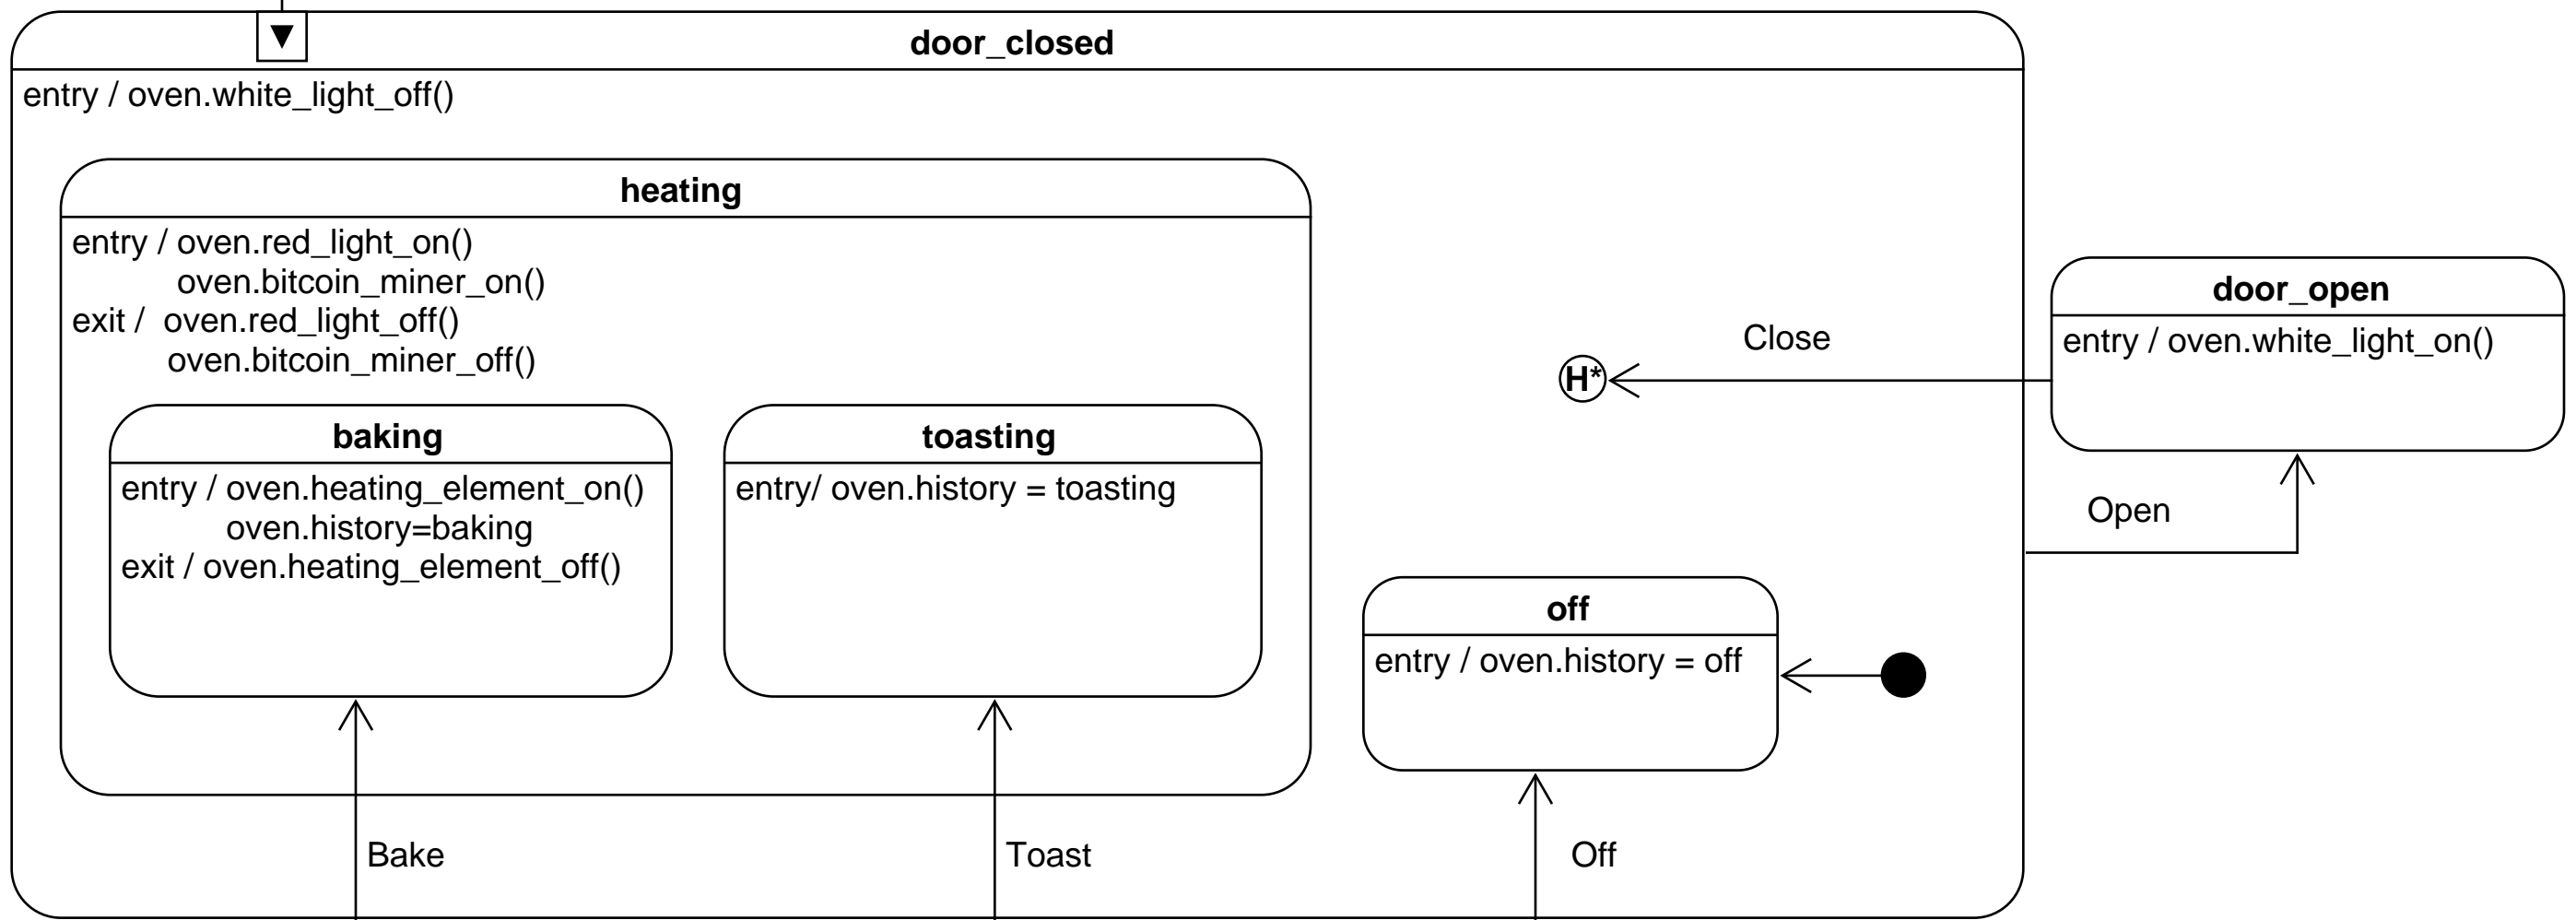 door_closed
entry / oven.white_light_off()
heating
entry / oven.red_light_on()
oven.bitcoin_miner_on()
exit /  oven.red_light_off()
oven.bitcoin_miner_off()
baking
entry / oven.heating_element_on()
oven.history=baking
exit / oven.heating_element_off()
toasting
entry/ oven.history = toasting
H*
Close
door_open
entry / oven.white_light_on()
Open
off
entry / oven.history = off
Bake
Toast
Off